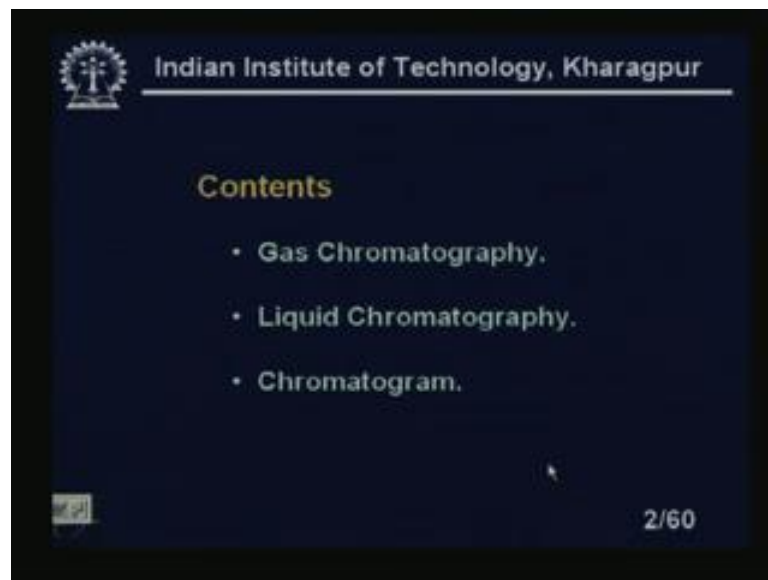 Indian Institute of Technology, Kharagpur
Contents
• Gas Chromatography.
• Liquid Chromatography.
• Chromatogram.
2/60